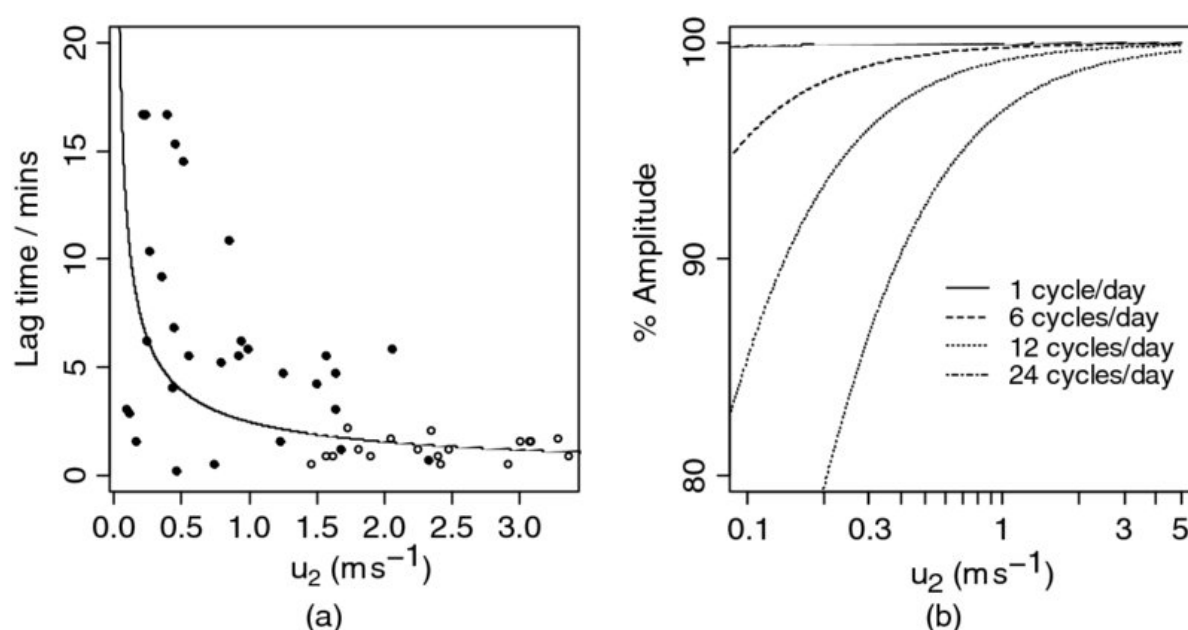 20
15
10
5
0
Lag time / mins
0.0 0.5 1.0 1.5 2.0 2.5 3.0
u₂ (m s⁻¹)
(a)
100
90
80
% Amplitude
1 cycle/day
6 cycles/day
12 cycles/day
24 cycles/day
0.1 0.3 1 3 5
u₂ (m s⁻¹)
(b)